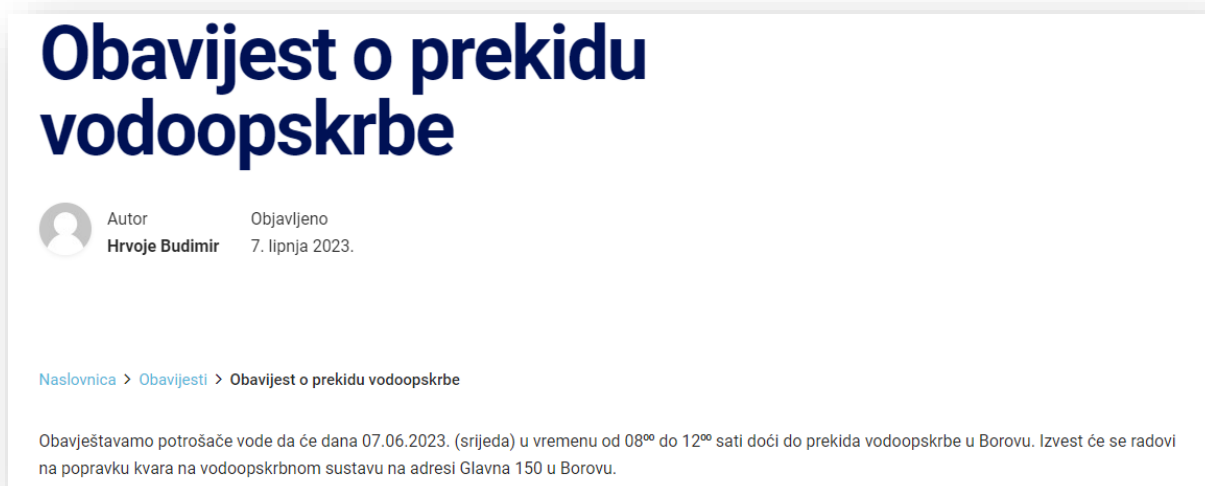 Obavijest o prekidu
vodoopskrbe
Autor
Hrvoje Budimir
Objavljeno
7. lipnja 2023.
Naslovnica > Obavijesti > Obavijest o prekidu vodoopskrbe
Obavještavamo potrošače vode da će dana 07.06.2023. (srijeda) u vremenu od 08⁰⁰ do 12⁰⁰ sati doći do prekida vodoopskrbe u Borovu. Izvest će se radovi
na popravku kvara na vodoopskrbnom sustavu na adresi Glavna 150 u Borovu.